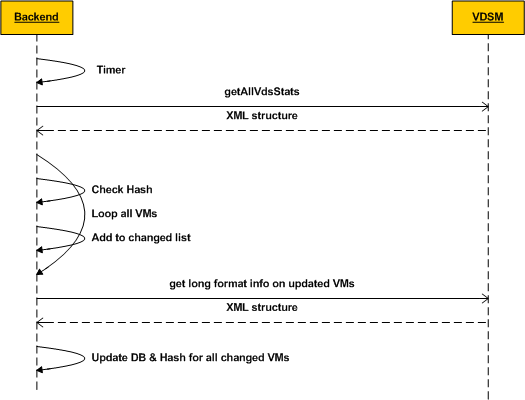 Backend
VDSM
Timer
getAllVdsStats
XML structure
Check Hash
Loop all VMs
Add to changed list
get long format info on updated VMs
XML structure
Update DB & Hash for all changed VMs